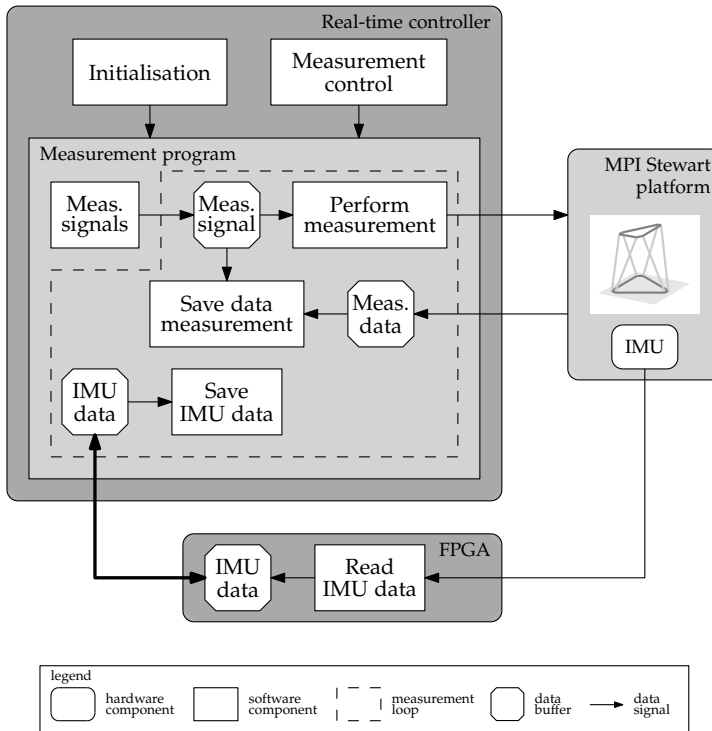 Real-time controller
Initialisation
Measurement
control
Measurement program
MPI Stewart
platform
Meas.
signals
Meas.
signal
Perform
measurement
Save data
measurement
Meas.
data
IMU
IMU
data
Save
IMU data
FPGA
IMU
data
Read
IMU data
legend
hardware
component
software
component
measurement
loop
data
buffer
data
signal